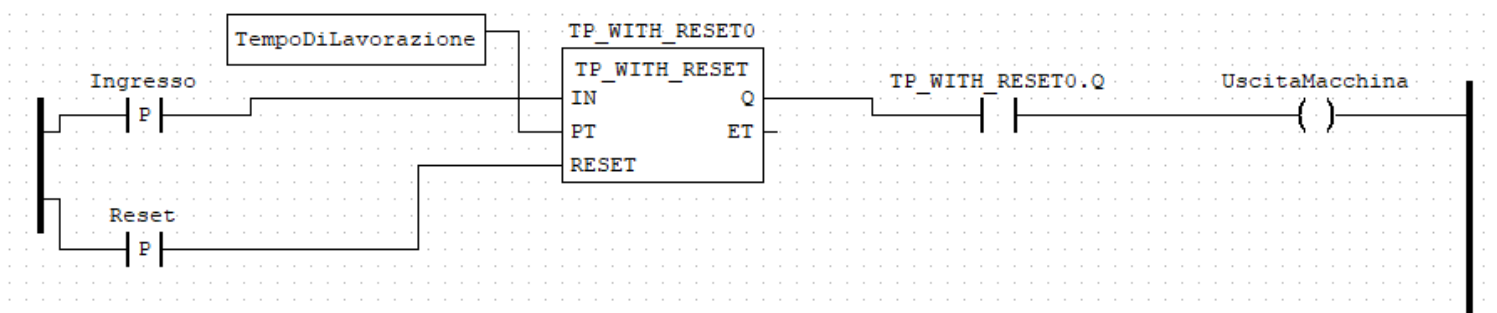 TP_WITH_RESET0
TempoDiLavorazione
TP_WITH_RESET
Ingresso
TP_WITH_RESET0.Q
UscitaMacchina
IN
Q
P
( )
PT
ET
RESET
Reset
P